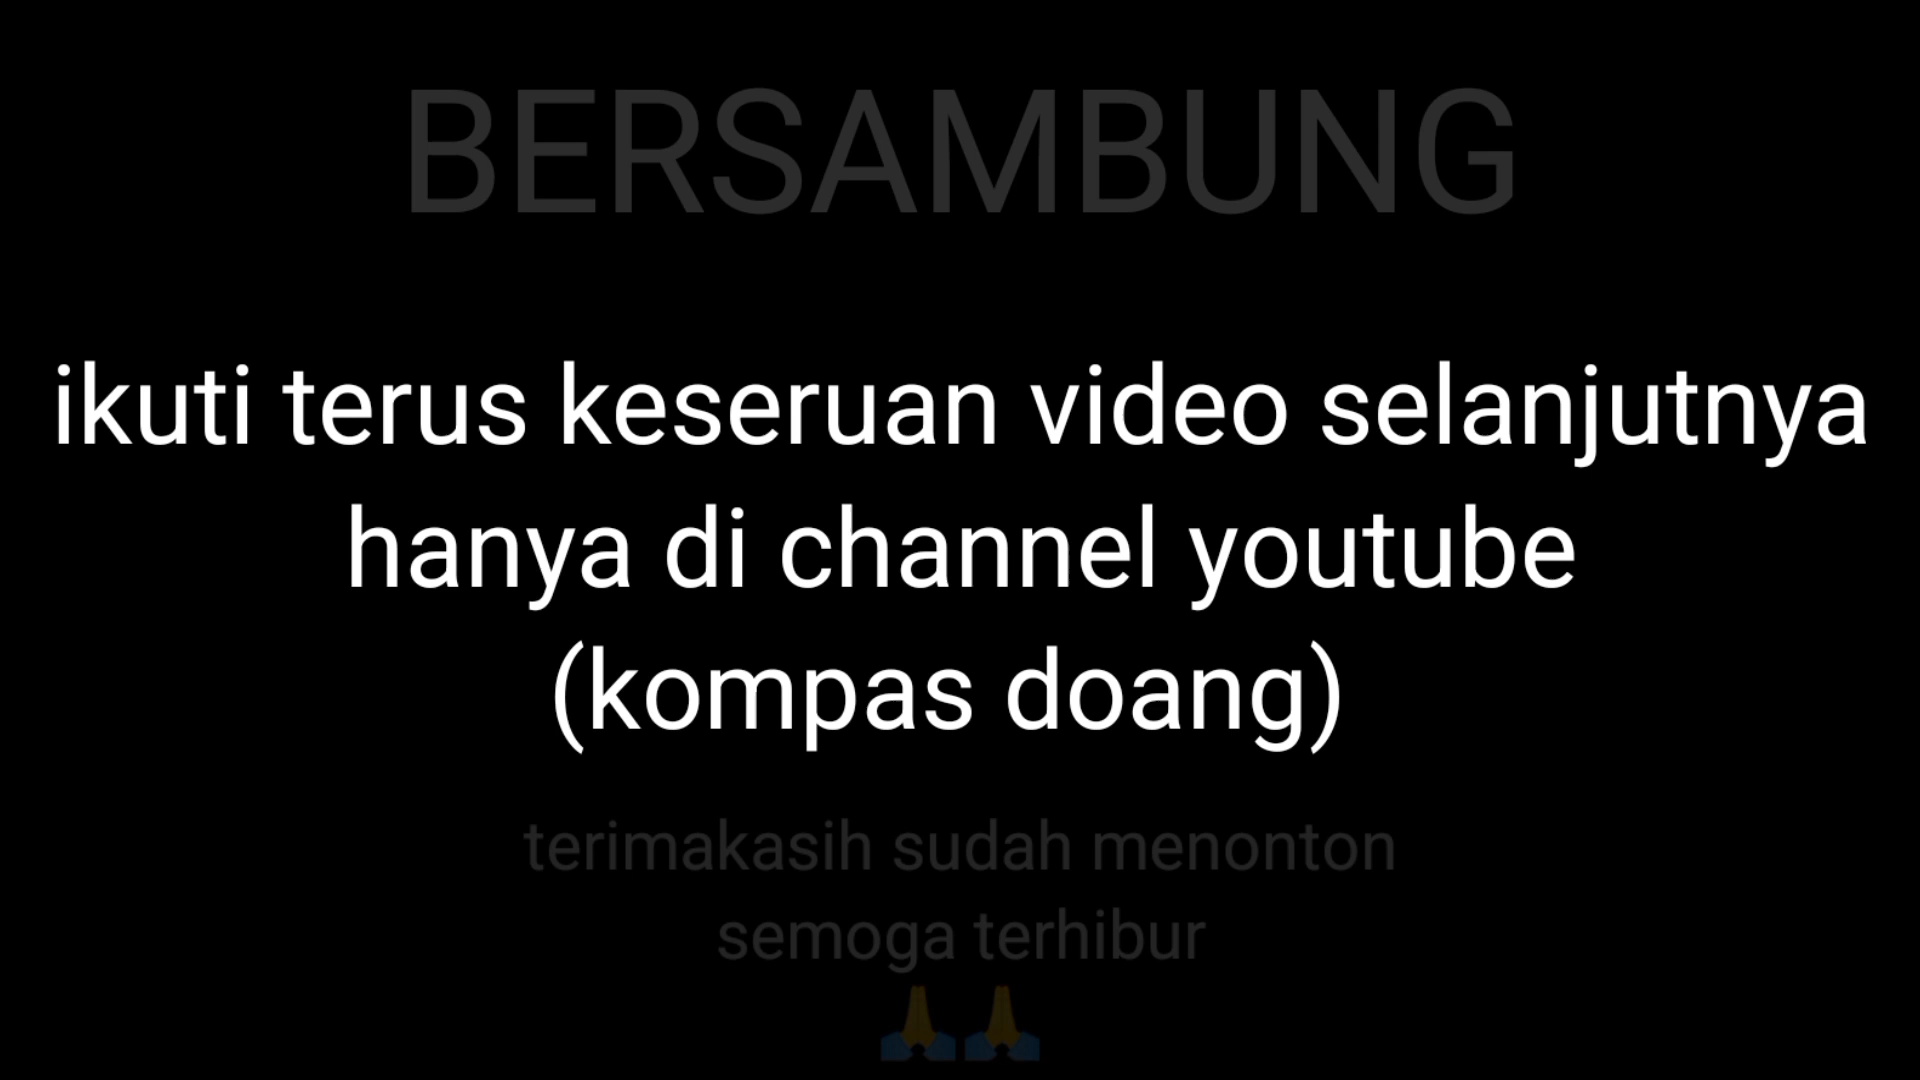 BERSAMBUNG
ikuti terus keseruan video selanjutnya
hanya di channel youtube
(kompas doang)
terimakasih sudah menonton
semoga terhibur
🙏🙏